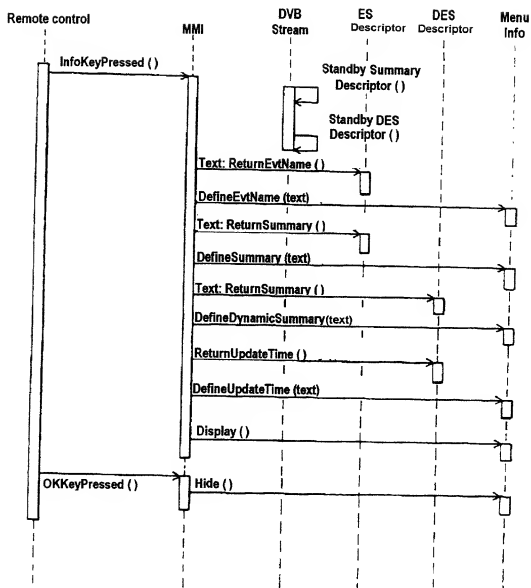 Remote control
MMI
DVB
Stream
ES
Descriptor
DES
Descriptor
Menu
Info
InfoKeyPressed ( )
Standby Summary
Descriptor ( )
Standby DES
Descriptor ( )
Text: ReturnEvtName ( )
DefineEvtName (text)
Text: ReturnSummary ( )
DefineSummary (text)
Text: ReturnSummary ( )
DefineDynamicSummary(text)
ReturnUpdateTime ( )
DefineUpdateTime (text)
Display ( )
OKKeyPressed ( )
Hide ( )